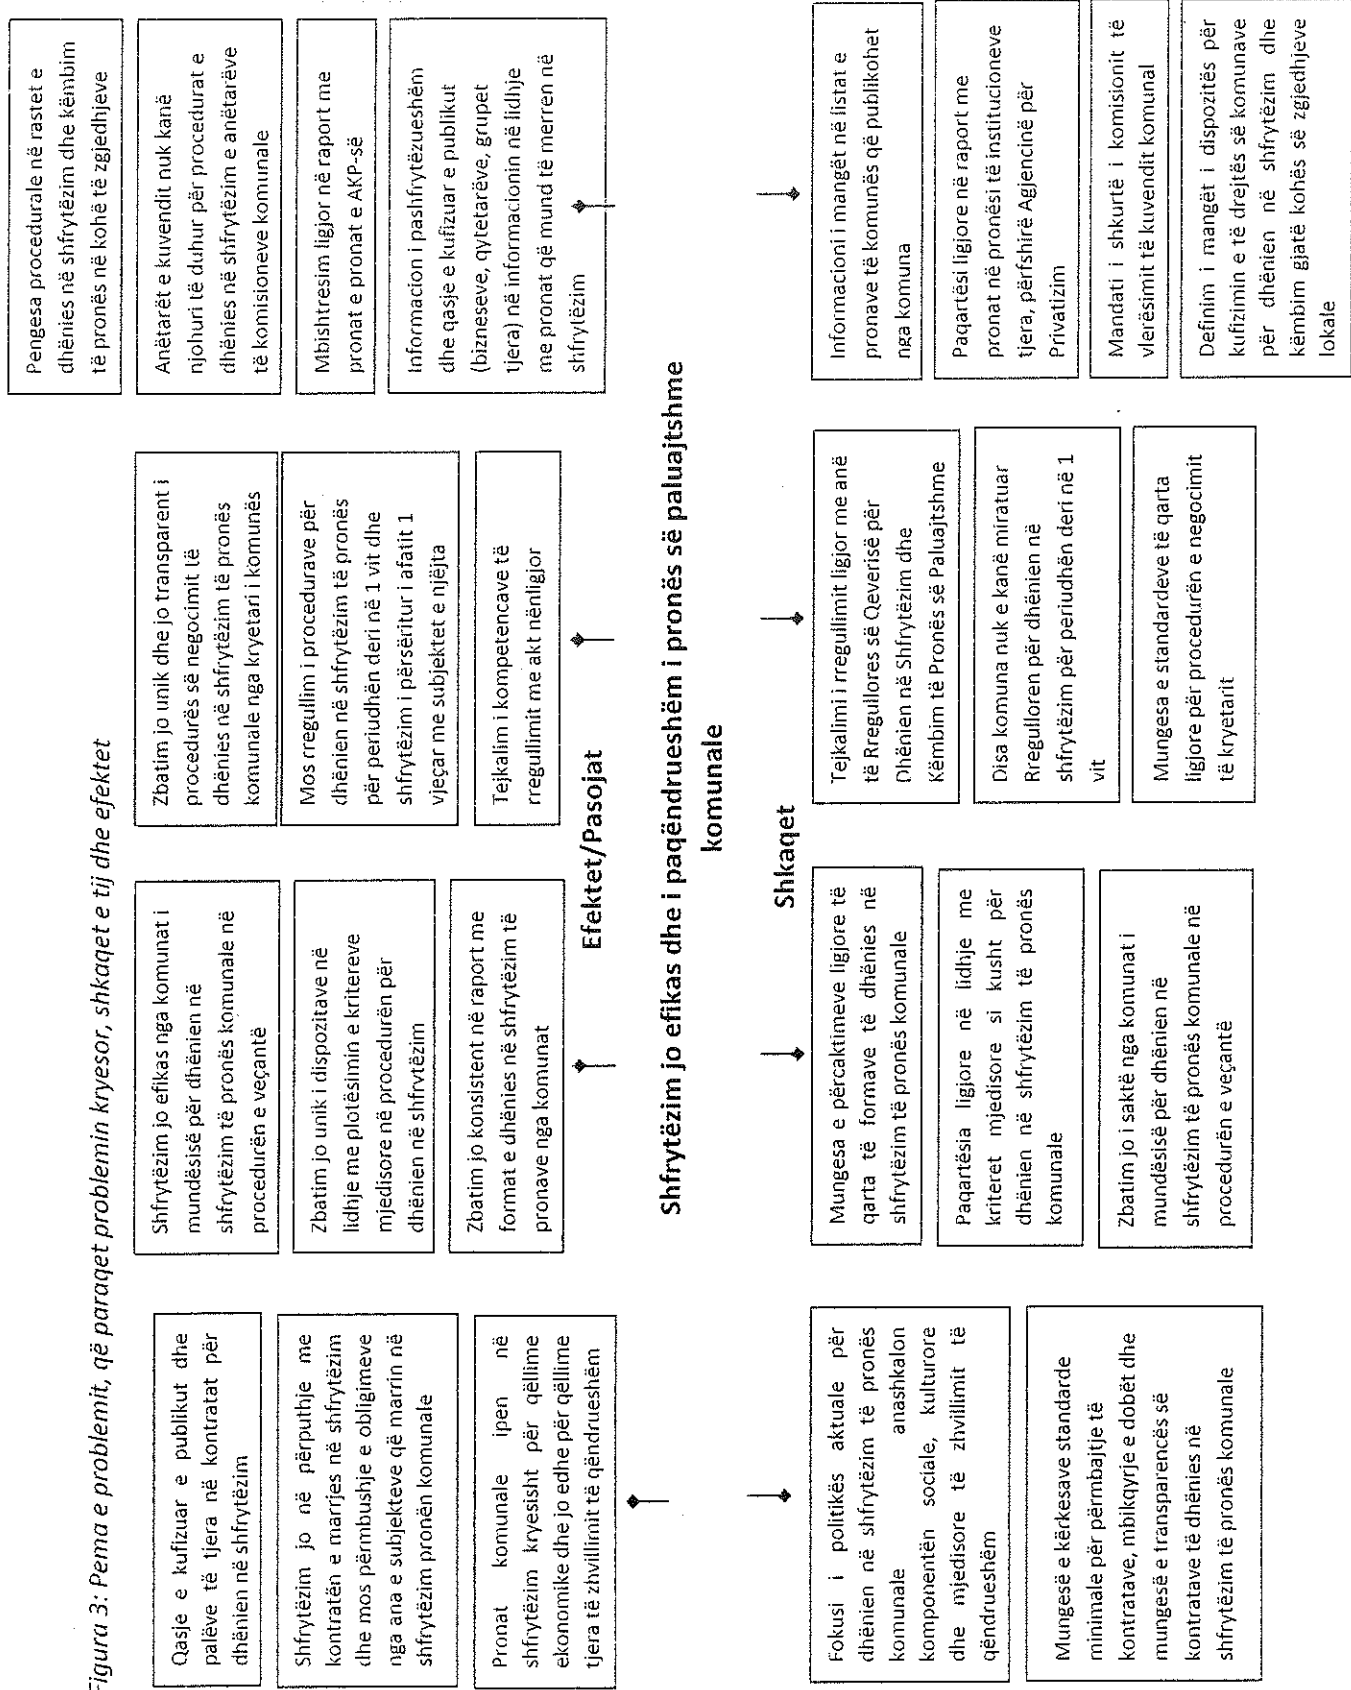 Figura 3: Pema e problemit, që paraqet problemin kryesor, shkaqet e tij dhe efektet
Qasje e kufizuar e publikut dhe
palëve të tjera në kontratat për
dhënien në shfrytëzim
Shfrytëzim jo në përputhje me
kontratën e marrjes në shfrytëzim
dhe mos përmbushje e obligimeve
nga ana e subjekteve që marrin në
shfrytëzim pronën komunale
Pronat komunale ipen në
shfrytëzim kryesisht për qëllime
ekonomike dhe jo edhe për qëllime
tjera të zhvillimit të qëndrueshëm
Shfrytëzim jo efikas nga komunat i
mundësisë për dhënien në
shfrytëzim të pronës komunale në
procedurën e veçantë
Zbatim jo unik i dispozitave në
lidhje me plotësimin e kritereve
mjedisore në procedurën për
dhënien në shfrytëzim
Zbatim jo konsistent në raport me
format e dhënies në shfrytëzim të
pronave nga komunat
Zbatim jo unik dhe jo transparent i
procedurës së negocimit të
dhënies në shfrytëzim të pronës
komunale nga kryetari i komunës
Mos rregullim i procedurave për
dhënien në shfrytëzim të pronës
për periudhën deri në 1 vit dhe
shfrytëzim i përsëritur i afatit 1
vjeçar me subjektet e njëjta
Tejkalim i kompetencave të
rregullimit me akt nënligjor
Pengesa procedurale në rastet e
dhënies në shfrytëzim dhe këmbim
të pronës në kohë të zgjedhjeve
Anëtarët e kuvendit nuk kanë
njohuri të duhur për procedurat e
dhënies në shfrytëzim e anëtarëve
të komisioneve komunale
Mbishtresim ligjor në raport me
pronat e pronat e AKP-së
Informacion i pashfrytëzueshëm
dhe qasje e kufizuar e publikut
(bizneseve, qytetarëve, grupet
tjera) në informacionin në lidhje
me pronat që mund të merren në
shfrytëzim
Efektet/Pasojat
Shfrytëzim jo efikas dhe i paqëndrueshëm i pronës së paluajtshme
komunale
Shkaqet
Fokusi i politikës aktuale për
dhënien në shfrytëzim të pronës
komunale anashkalon
komponentën sociale, kulturore
dhe mjedisore të zhvillimit të
qëndrueshëm
Mungesë e kërkesave standarde
minimale për përmbajtje të
kontratave, mbikqyrje e dobët dhe
mungesë e transparencës së
kontratave të dhënies në
shfrytëzim të pronës komunale
Mungesa e përcaktimeve ligjore të
qarta të formave të dhënies në
shfrytëzim të pronës komunale
Paqartësia ligjore në lidhje me
kriteret mjedisore si kusht për
dhënien në shfrytëzim të pronës
komunale
Zbatim jo i saktë nga komunat i
mundësisë për dhënien në
shfrytëzim të pronës komunale në
procedurën e veçantë
Tejkalimi i rregullimit ligjor me anë
të Rregullores së Qeverisë për
Dhënien në Shfrytëzim dhe
Këmbim të Pronës së Paluajtshme
Disa komuna nuk e kanë miratuar
Rregulloren për dhënien në
shfrytëzim për periudhën deri në 1
vit
Mungesa e standardeve të qarta
ligjore për procedurën e negocimit
të kryetarit
Informacioni i mangët në listat e
pronave të komunës që publikohet
nga komuna
Paqartësi ligjore në raport me
pronat në pronësi të institucioneve
tjera, përfshirë Agjencinë për
Privatizim
Mandati i shkurtë i komisionit të
vlerësimit të kuvendit komunal
Definim i mangët i dispozitës për
kufizimin e të drejtës së komunave
për dhënien në shfrytëzim dhe
këmbim gjatë kohës së zgjedhjeve
lokale